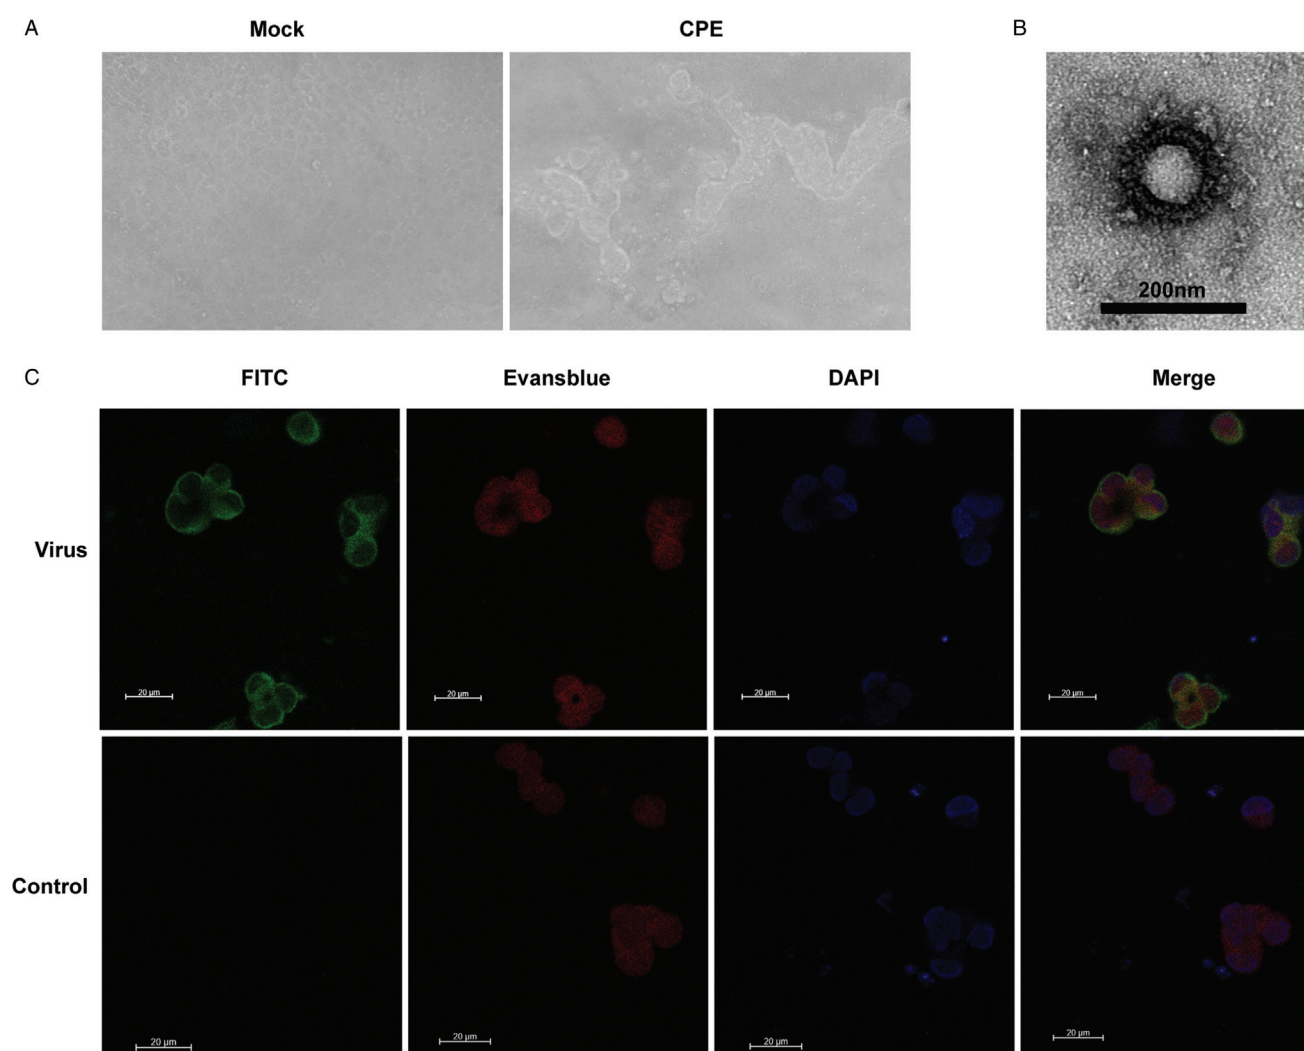 A
Mock
CPE
B
200nm
C
FITC
Evansblue
DAPI
Merge
Virus
20 µm
20 µm
20 µm
20 µm
Control
20 µm
20 µm
20 µm
20 µm